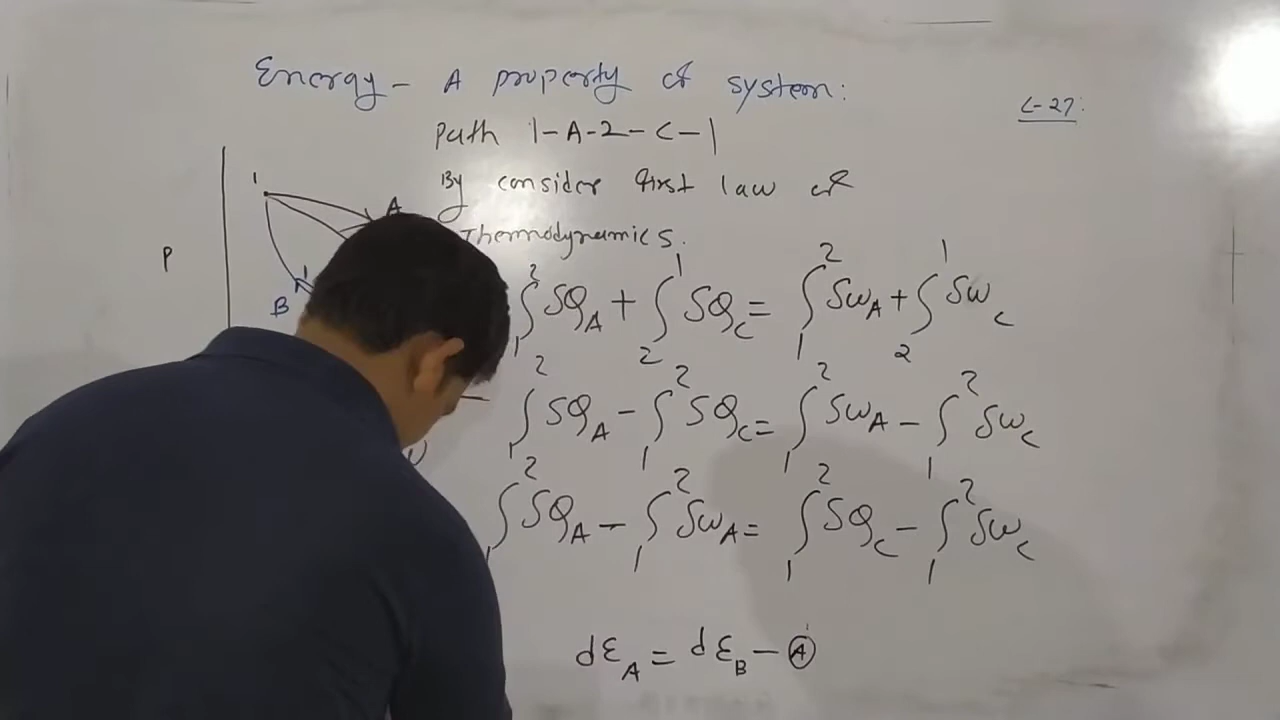 Energy - A property of system:
L-27:
Path 1-A-2-C-1
By consider first law of
Thermodynamics.
1
A
P
B
∫₁² δQ_A + ∫₂¹ δQ_C = ∫₁² δW_A + ∫₂¹ δW_C
∫₁² δQ_A - ∫₁² δQ_C = ∫₁² δW_A - ∫₁² δW_C
∫₁² δQ_A - ∫₁² δW_A = ∫₁² δQ_C - ∫₁² δW_C
dE_A = dE_B - Ⓐ